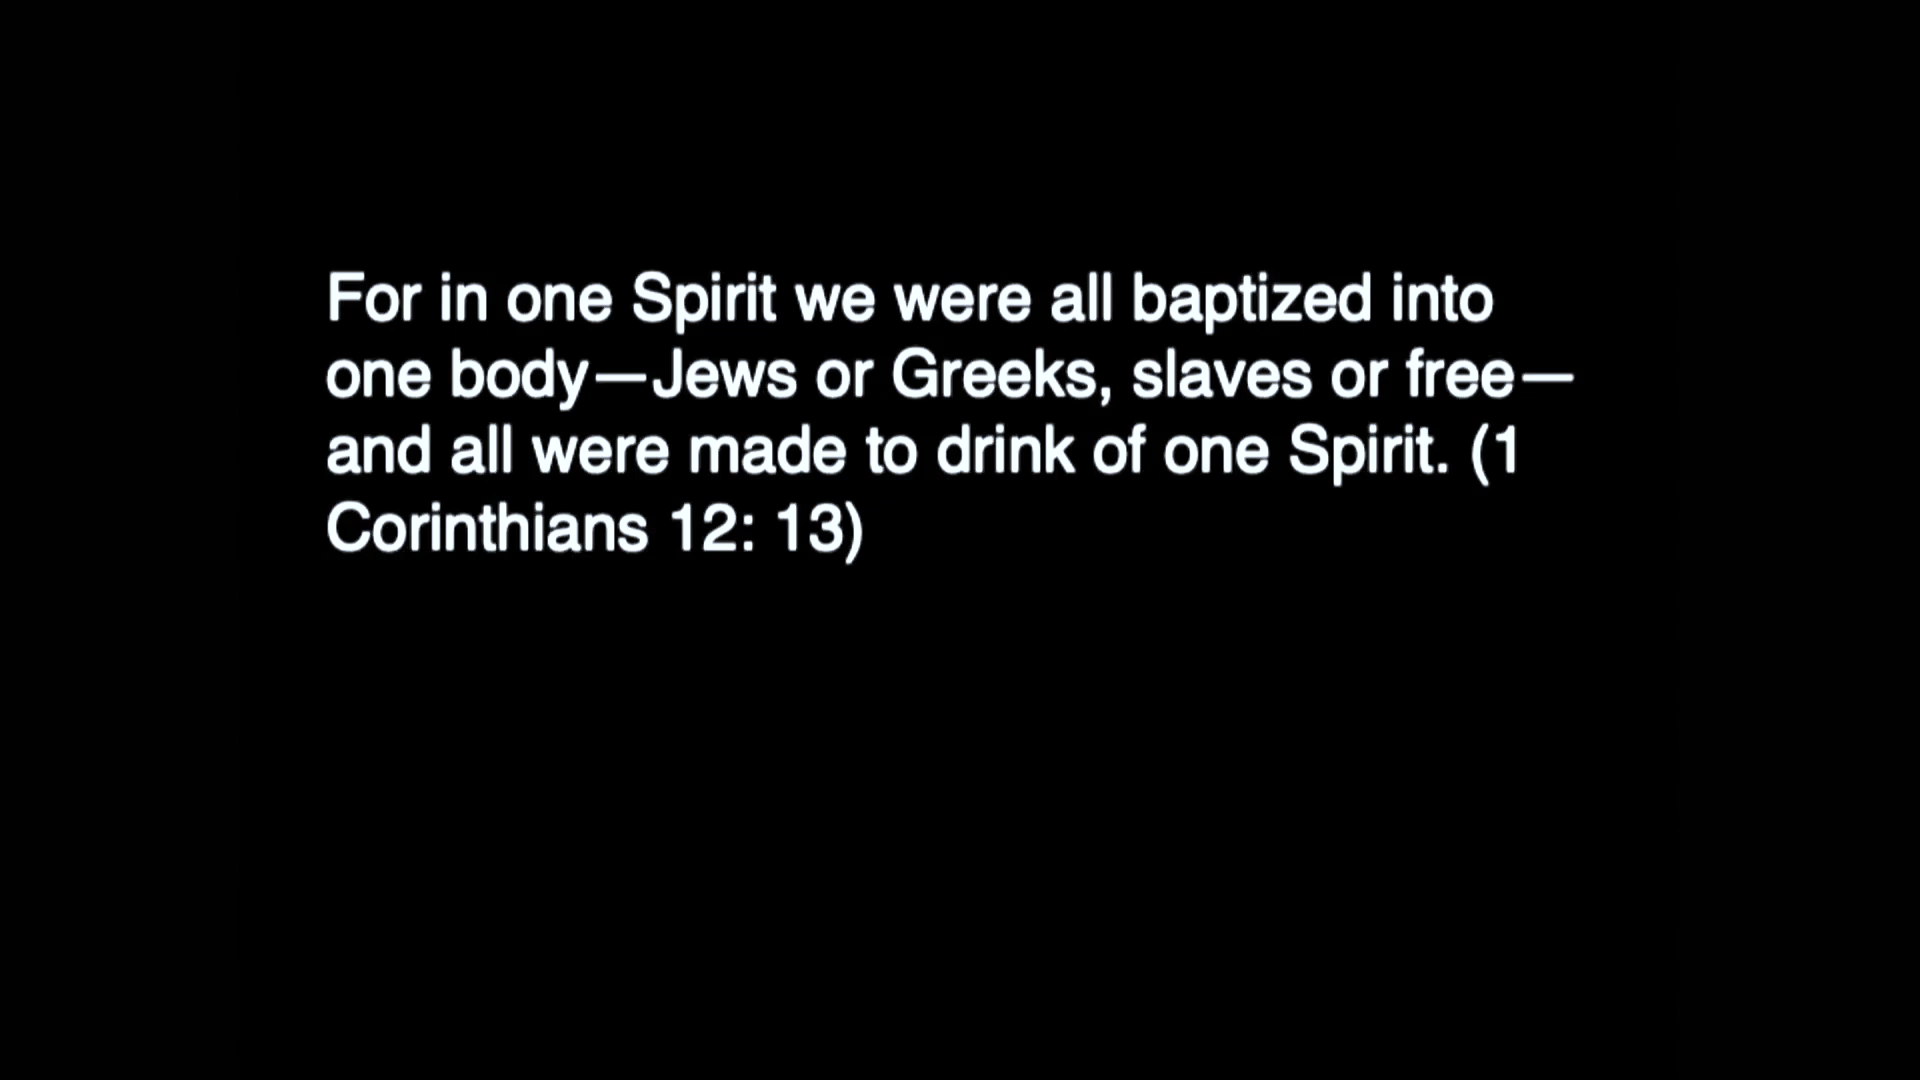 For in one Spirit we were all baptized into
one body—Jews or Greeks, slaves or free—
and all were made to drink of one Spirit. (1
Corinthians 12: 13)